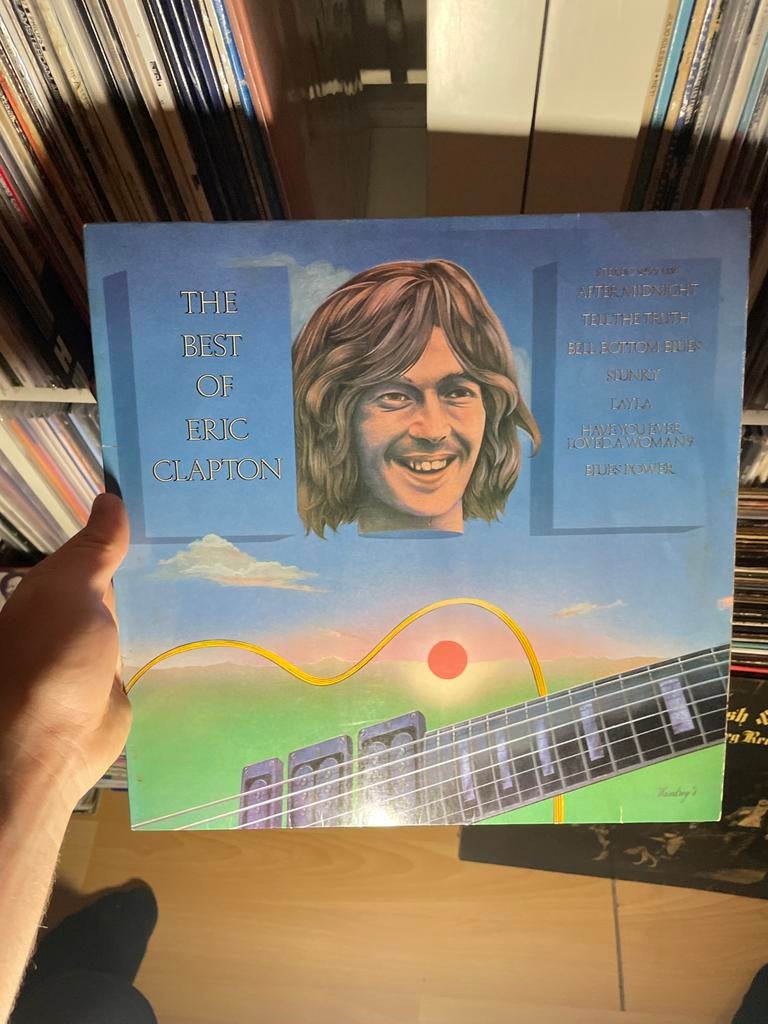 THE
BEST
OF
ERIC
CLAPTON
AFTER MIDNIGHT
TELL THE TRUTH
BELL BOTTOM BLUES
SLUNKY
LAYLA
HAVE YOU EVER
LOVED A WOMAN?
BLUES POWER